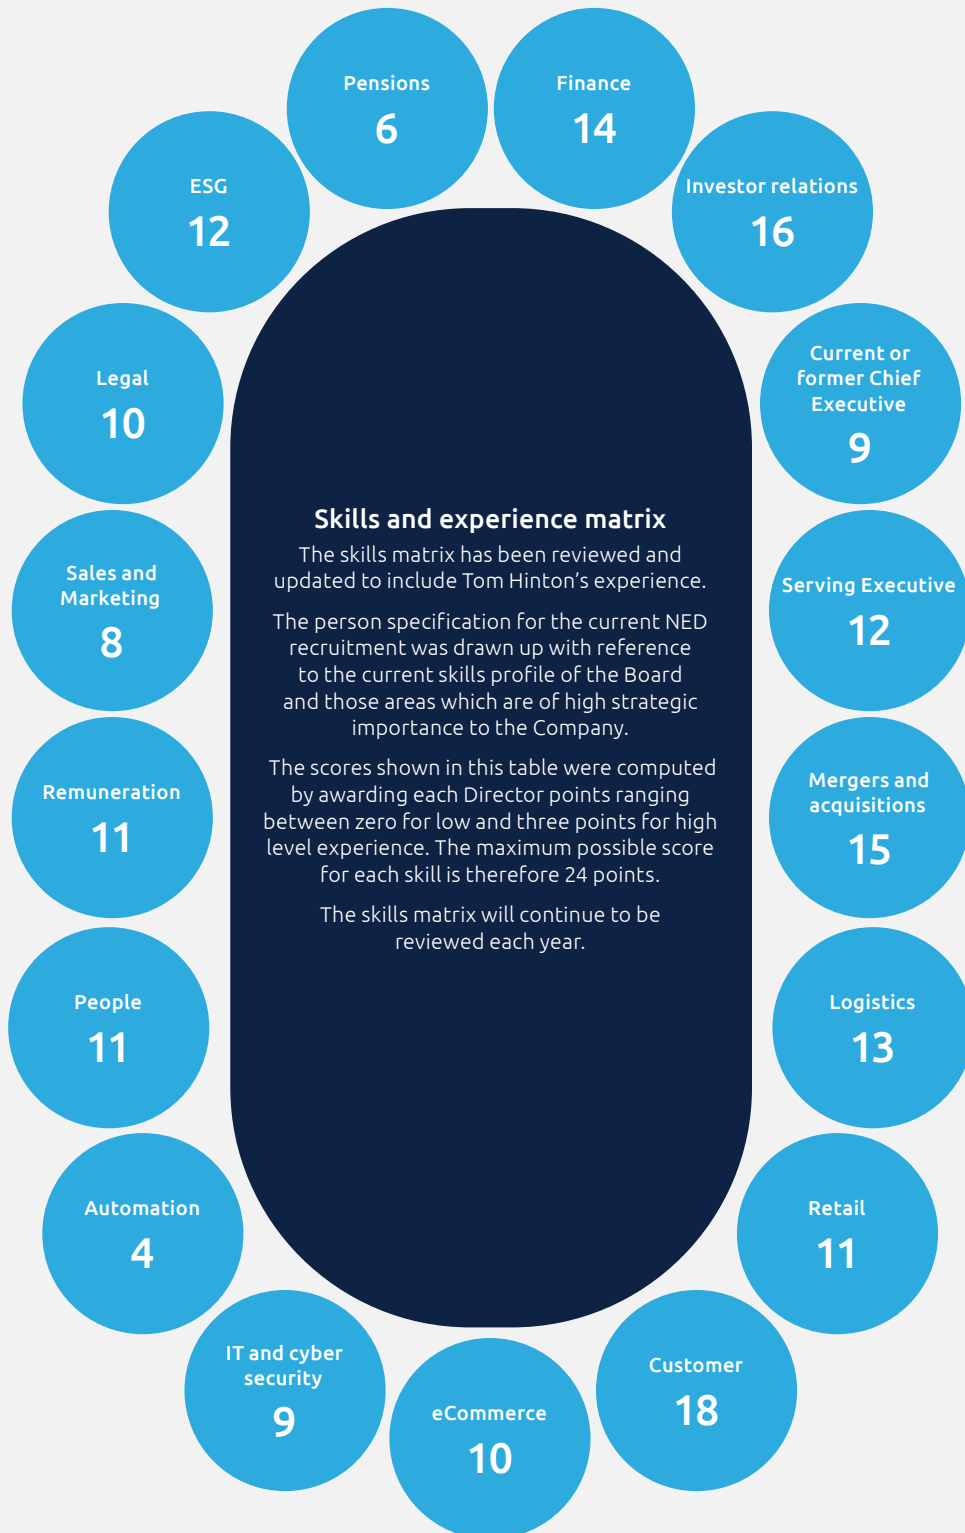 Pensions
6
Finance
14
Investor relations
16
Current or
former Chief
Executive
9
Serving Executive
12
Mergers and
acquisitions
15
Logistics
13
Retail
11
Customer
18
eCommerce
10
IT and cyber
security
9
Automation
4
People
11
Remuneration
11
Sales and
Marketing
8
Legal
10
ESG
12
Skills and experience matrix
The skills matrix has been reviewed and
updated to include Tom Hinton’s experience.
The person specification for the current NED
recruitment was drawn up with reference
to the current skills profile of the Board
and those areas which are of high strategic
importance to the Company.
The scores shown in this table were computed
by awarding each Director points ranging
between zero for low and three points for high
level experience. The maximum possible score
for each skill is therefore 24 points.
The skills matrix will continue to be
reviewed each year.